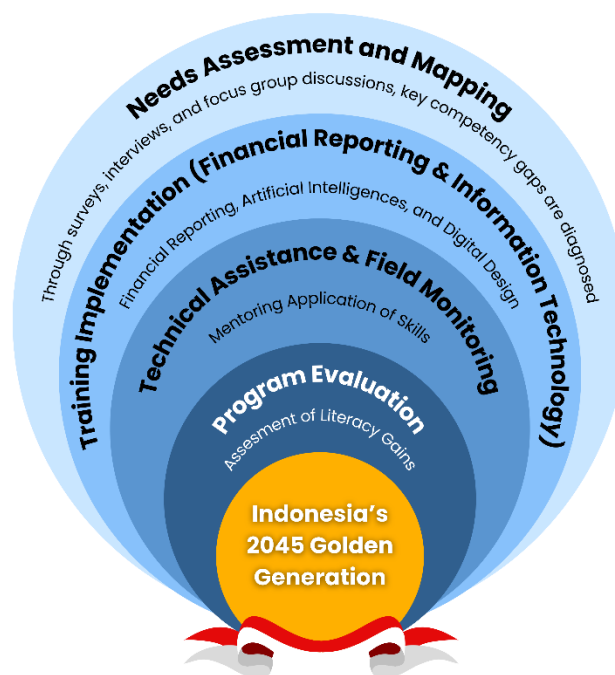 Needs Assessment and Mapping
Through surveys, interviews, and focus group discussions, key competency gaps are diagnosed
Training Implementation (Financial Reporting & Information Technology)
Financial Reporting, Artificial Intelligences, and Digital Design
Technical Assistance & Field Monitoring
Mentoring Application of Skills
Program Evaluation
Assesment of Literacy Gains
Indonesia's
2045 Golden
Generation